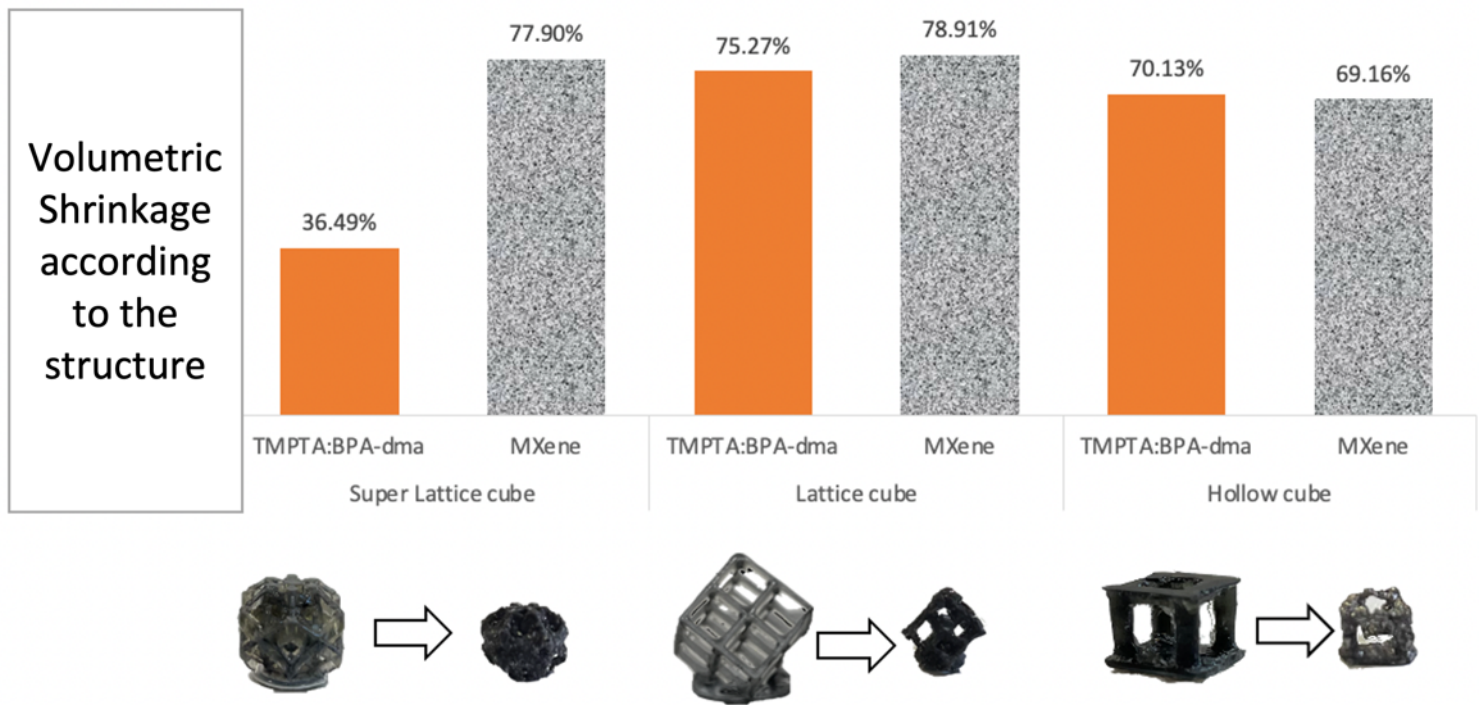 Volumetric
Shrinkage
according
to the
structure
36.49%
77.90%
75.27%
78.91%
70.13%
69.16%
TMPTA:BPA-dma
MXene
TMPTA:BPA-dma
MXene
TMPTA:BPA-dma
MXene
Super Lattice cube
Lattice cube
Hollow cube